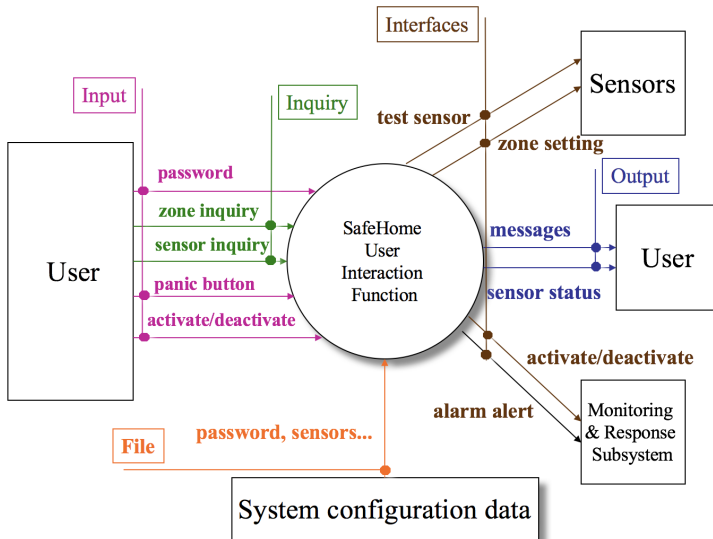 Interfaces
Input
Inquiry
Sensors
test sensor
zone setting
password
zone inquiry
sensor inquiry
panic button
activate/deactivate
User
SafeHome
User
Interaction
Function
Output
messages
sensor status
User
activate/deactivate
alarm alert
Monitoring
& Response
Subsystem
File
password, sensors...
System configuration data